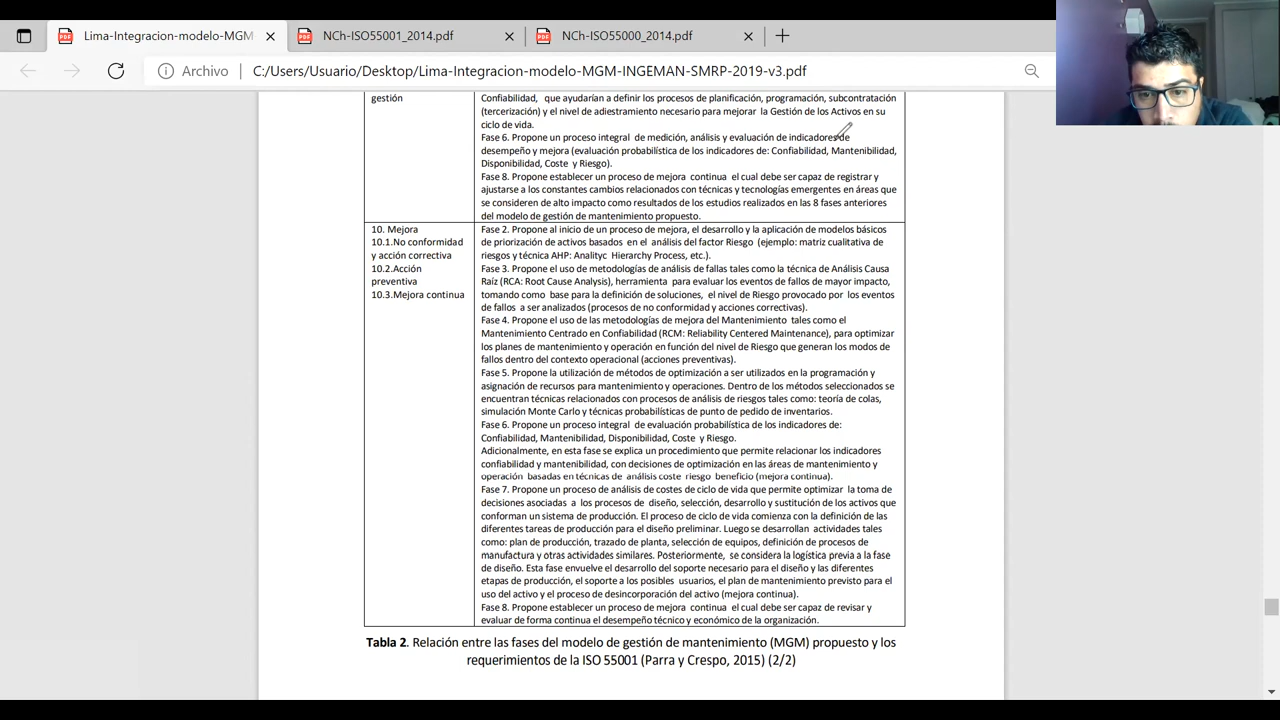 Lima-Integracion-modelo-MGM
NCh-ISO55001_2014.pdf
NCh-ISO55000_2014.pdf
Archivo
C:/Users/Usuario/Desktop/Lima-Integracion-modelo-MGM-INGEMAN-SMRP-2019-v3.pdf
gestión
Confiabilidad, que ayudarían a definir los procesos de planificación, programación, subcontratación
(tercerización) y el nivel de adiestramiento necesario para mejorar la Gestión de los Activos en su
ciclo de vida.
Fase 6. Propone un proceso integral de medición, análisis y evaluación de indicadores de
desempeño y mejora (evaluación probabilística de los indicadores de: Confiabilidad, Mantenibilidad,
Disponibilidad, Coste y Riesgo).
Fase 8. Propone establecer un proceso de mejora continua el cual debe ser capaz de registrar y
ajustarse a los constantes cambios relacionados con técnicas y tecnologías emergentes en áreas que
se consideren de alto impacto como resultados de los estudios realizados en las 8 fases anteriores
del modelo de gestión de mantenimiento propuesto.
10. Mejora
10.1.No conformidad
y acción correctiva
10.2.Acción
preventiva
10.3.Mejora continua
Fase 2. Propone al inicio de un proceso de mejora, el desarrollo y la aplicación de modelos básicos
de priorización de activos basados en el análisis del factor Riesgo (ejemplo: matriz cualitativa de
riesgos y técnica AHP: Analityc Hierarchy Process, etc.).
Fase 3. Propone el uso de metodologías de análisis de fallas tales como la técnica de Análisis Causa
Raíz (RCA: Root Cause Analysis), herramienta para evaluar los eventos de fallos de mayor impacto,
tomando como base para la definición de soluciones, el nivel de Riesgo provocado por los eventos
de fallos a ser analizados (procesos de no conformidad y acciones correctivas).
Fase 4. Propone el uso de las metodologías de mejora del Mantenimiento tales como el
Mantenimiento Centrado en Confiabilidad (RCM: Reliability Centered Maintenance), para optimizar
los planes de mantenimiento y operación en función del nivel de Riesgo que generan los modos de
fallos dentro del contexto operacional (acciones preventivas).
Fase 5. Propone la utilización de métodos de optimización a ser utilizados en la programación y
asignación de recursos para mantenimiento y operaciones. Dentro de los métodos seleccionados se
encuentran técnicas relacionados con procesos de análisis de riesgos tales como: teoría de colas,
simulación Monte Carlo y técnicas probabilísticas de punto de pedido de inventarios.
Fase 6. Propone un proceso integral de evaluación probabilística de los indicadores de:
Confiabilidad, Mantenibilidad, Disponibilidad, Coste y Riesgo.
Adicionalmente, en esta fase se explica un procedimiento que permite relacionar los indicadores
confiabilidad y mantenibilidad, con decisiones de optimización en las áreas de mantenimiento y
operación basadas en técnicas de análisis coste riesgo beneficio (mejora continua).
Fase 7. Propone un proceso de análisis de costes de ciclo de vida que permite optimizar la toma de
decisiones asociadas a los procesos de diseño, selección, desarrollo y sustitución de los activos que
conforman un sistema de producción. El proceso de ciclo de vida comienza con la definición de las
diferentes tareas de producción para el diseño preliminar. Luego se desarrollan actividades tales
como: plan de producción, trazado de planta, selección de equipos, definición de procesos de
manufactura y otras actividades similares. Posteriormente, se considera la logística previa a la fase
de diseño. Esta fase envuelve el desarrollo del soporte necesario para el diseño y las diferentes
etapas de producción, el soporte a los posibles usuarios, el plan de mantenimiento previsto para el
uso del activo y el proceso de desincorporación del activo (mejora continua).
Fase 8. Propone establecer un proceso de mejora continua el cual debe ser capaz de revisar y
evaluar de forma continua el desempeño técnico y económico de la organización.
Tabla 2. Relación entre las fases del modelo de gestión de mantenimiento (MGM) propuesto y los
requerimientos de la ISO 55001 (Parra y Crespo, 2015) (2/2)